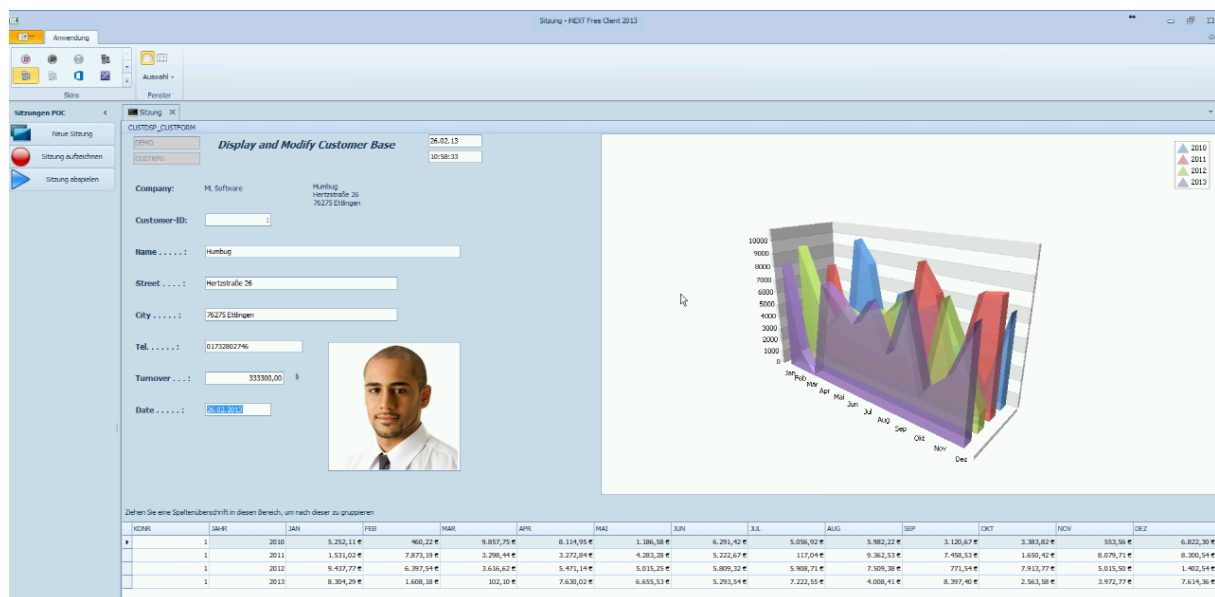 Sitzung - iNEXT Free Client 2013
Anwendung
Auswahl
Skins
Fenster
Sitzungen POC
Sitzung
Neue Sitzung
Sitzung aufzeichnen
Sitzung abspielen
CUSTDSP_CUSTFORM
DEMO
CUSTRPG
Display and Modify Customer Base
26.02.13
10:58:33
Company:
ML Software
Humbug
Hertzstraße 26
76275 Ettlingen
Customer-ID:
1
Name . . . . . :
Humbug
Street . . . . :
Hertzstraße 26
City . . . . . :
76275 Ettlingen
Tel. . . . . . :
01732802746
Turnover . . . :
333300,00 $
Date . . . . . :
26.02.2013
2010
2011
2012
2013
10000
9000
8000
7000
6000
5000
4000
3000
2000
1000
0
Jan
Feb
Mär
Apr
Mai
Jun
Jul
Aug
Sep
Okt
Nov
Dez
Ziehen Sie eine Spaltenüberschrift in diesen Bereich, um nach dieser zu gruppieren
KDNR JAHR JAN FEB MAR APR MAI JUN JUL AUG SEP OKT NOV DEZ
1 2010 5.252,11 € 460,22 € 9.857,75 € 8.114,95 € 1.186,58 € 6.291,42 € 5.056,92 € 5.982,22 € 3.120,67 € 3.383,82 € 553,56 € 6.822,30 €
1 2011 1.531,02 € 7.873,19 € 3.298,44 € 3.272,84 € 4.283,28 € 5.222,67 € 117,04 € 9.362,53 € 7.458,53 € 1.650,42 € 8.079,71 € 8.300,54 €
1 2012 9.437,77 € 6.397,54 € 3.616,62 € 5.471,14 € 5.015,25 € 5.809,32 € 5.908,71 € 7.509,38 € 771,54 € 7.913,77 € 5.015,50 € 1.402,54 €
1 2013 8.304,29 € 1.608,18 € 102,10 € 7.630,02 € 6.655,53 € 5.293,54 € 7.222,55 € 4.008,41 € 8.397,40 € 2.563,58 € 3.972,77 € 7.614,36 €